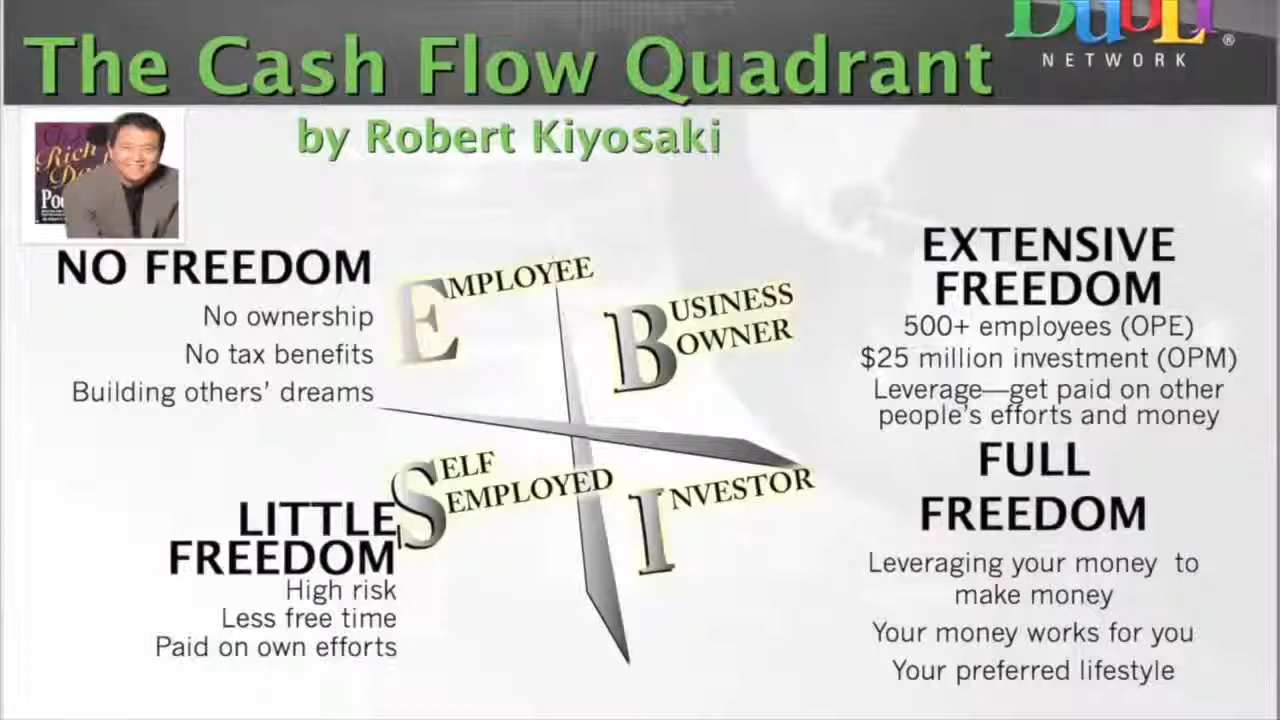 The Cash Flow Quadrant
by Robert Kiyosaki
DubLi®
NETWORK
Rich
NO FREEDOM
No ownership
No tax benefits
Building others' dreams
EMPLOYEE
BUSINESS
OWNER
EXTENSIVE
FREEDOM
500+ employees (OPE)
$25 million investment (OPM)
Leverage—get paid on other
people's efforts and money
LITTLE
FREEDOM
High risk
Less free time
Paid on own efforts
SELF
EMPLOYED
INVESTOR
FULL
FREEDOM
Leveraging your money to
make money
Your money works for you
Your preferred lifestyle